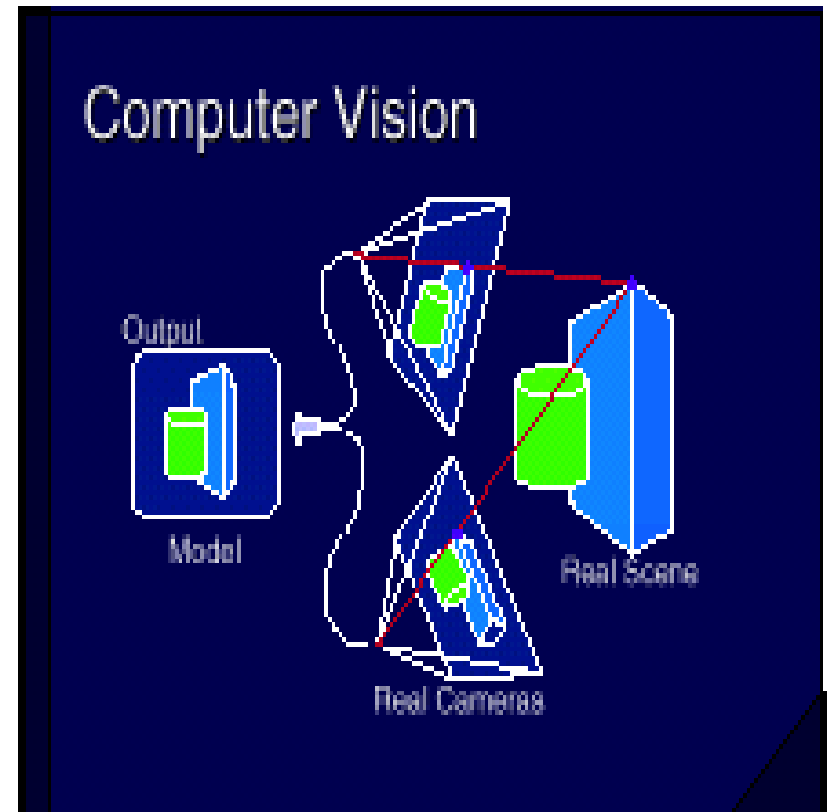 Computer Vision
Output
Model
Real Scene
Real Cameras